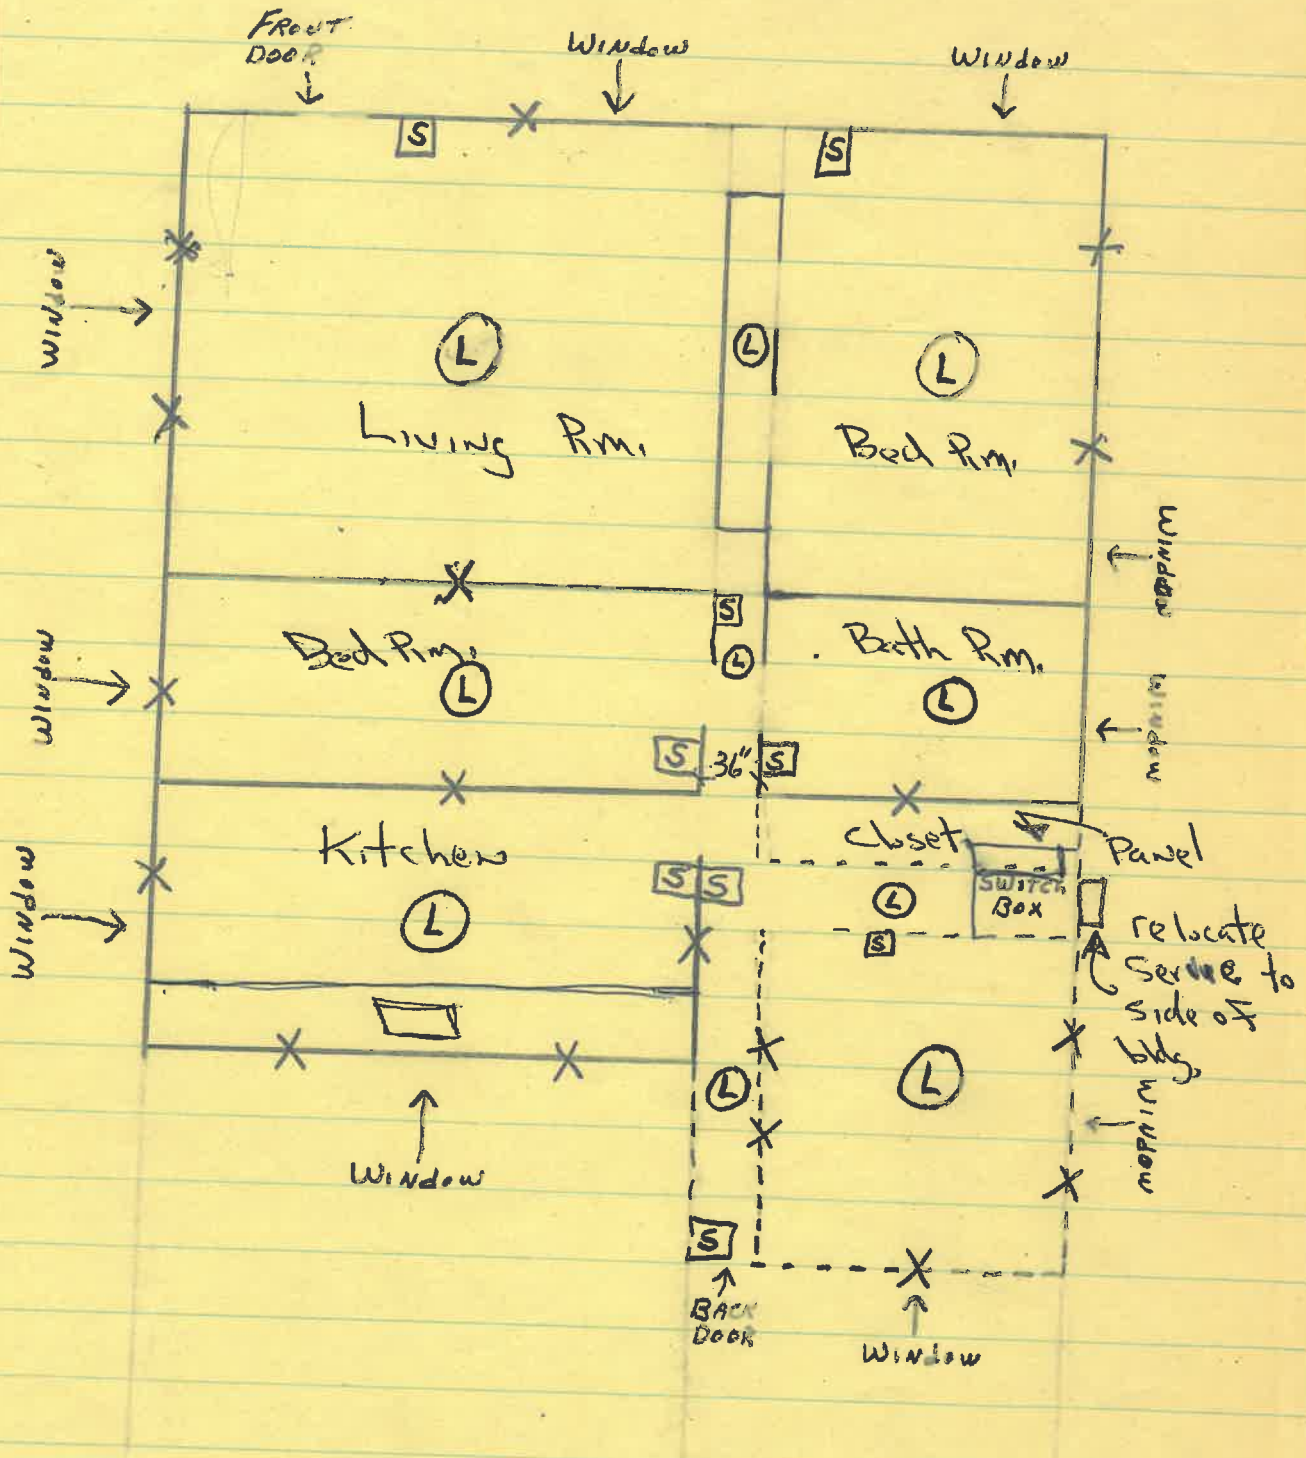 FRONT
DOOR
WINdow
WINdow
S
S
WINDOW
L
L
L
LIVINg Rm.
Bed Rm.
WINDOW
S
Bed Rm.
L
Bath Rm.
L
L
WINDOW
WINdow
S
36"
S
Kitchen
Closet
Panel
S
S
SWITCH
BOX
L
WINDOW
L
S
relocate
Service to
side of
bldg.
L
L
WINDOW
WINdow
S
BACK
DOOR
WINdow